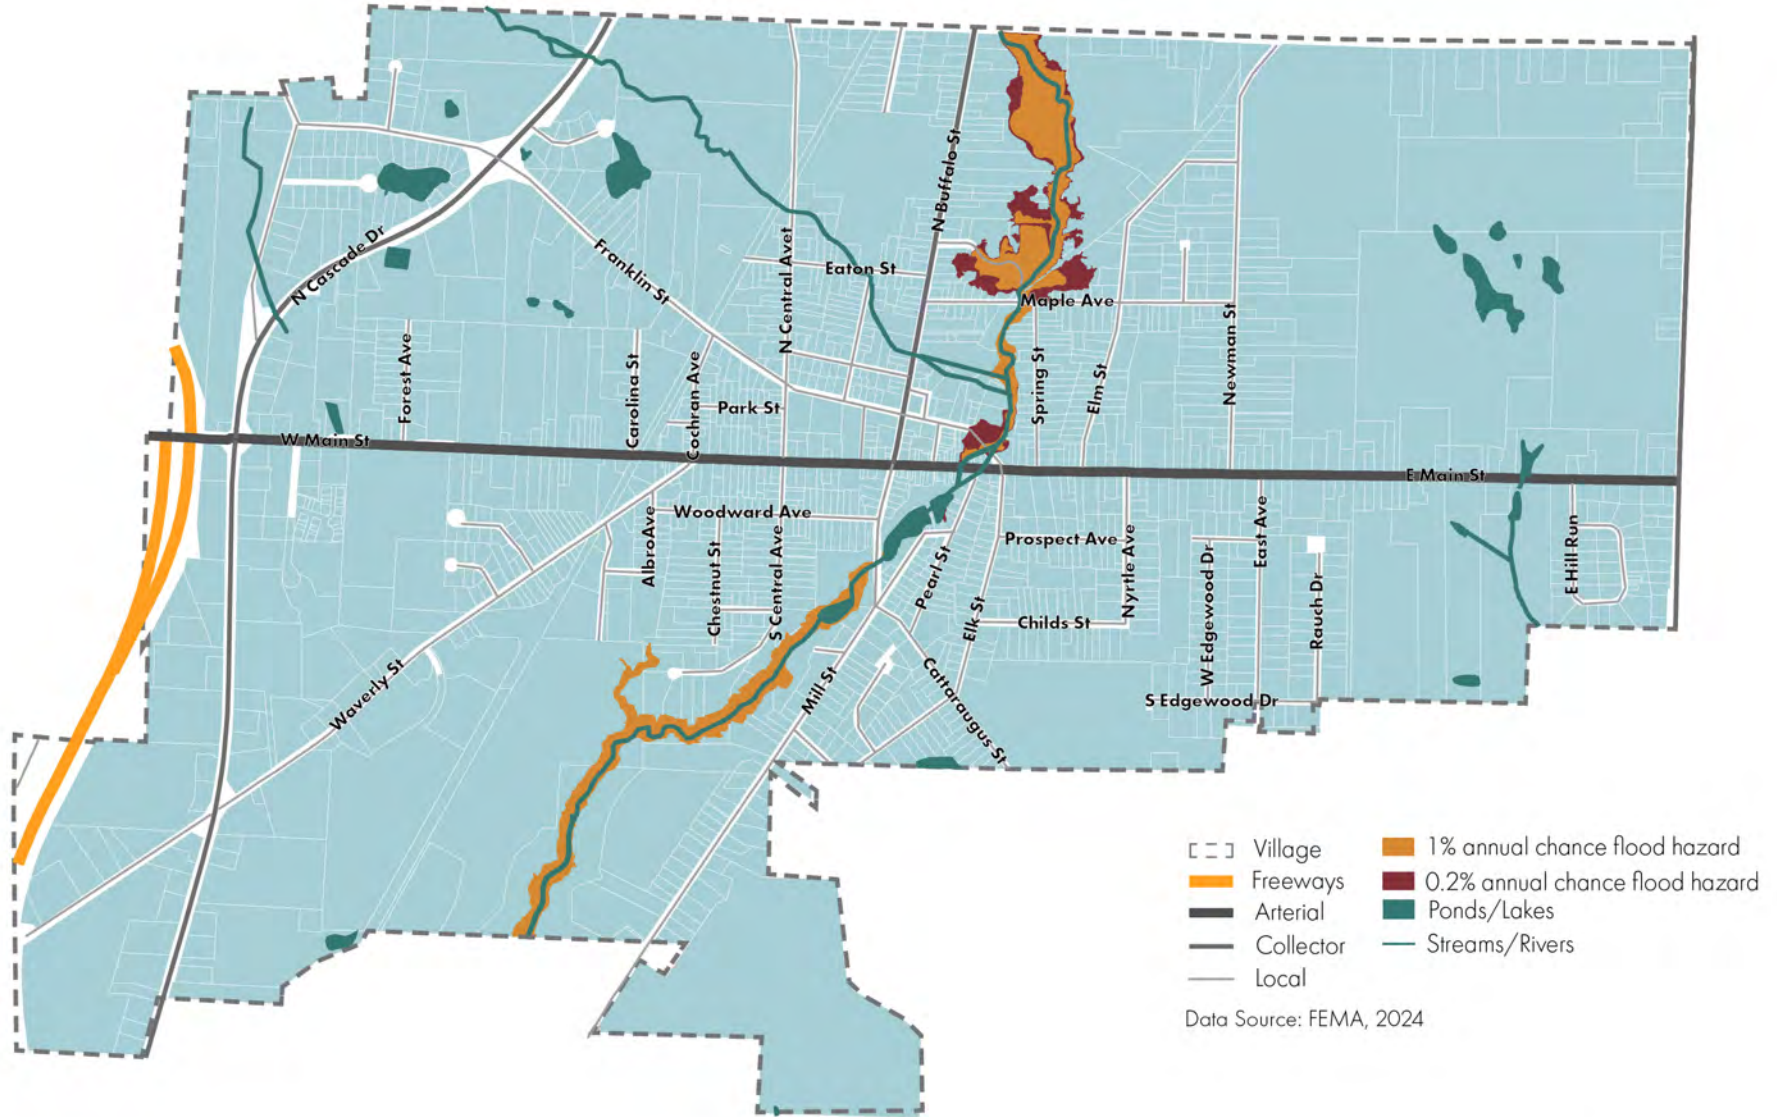 N Buffalo St
N Cascade Dr
Franklin St
N Central Avet
Eaton St
Maple Ave
Forest Ave
Carolina St
Cochran Ave
Park St
Spring St
Elm St
Newman St
W Main St
E Main St
Woodward Ave
AlbroAve
Chestnut St
S Central Ave
Pearl St
Prospect Ave
Nyrtle Ave
W Edgewood Dr
East Ave
Rauch Dr
E Hill Run
Elk St
Childs St
Waverly St
Mill St
Cattaraugus St
S Edgewood Dr
Village
Freeways
Arterial
Collector
Local
1% annual chance flood hazard
0.2% annual chance flood hazard
Ponds/Lakes
Streams/Rivers
Data Source: FEMA, 2024